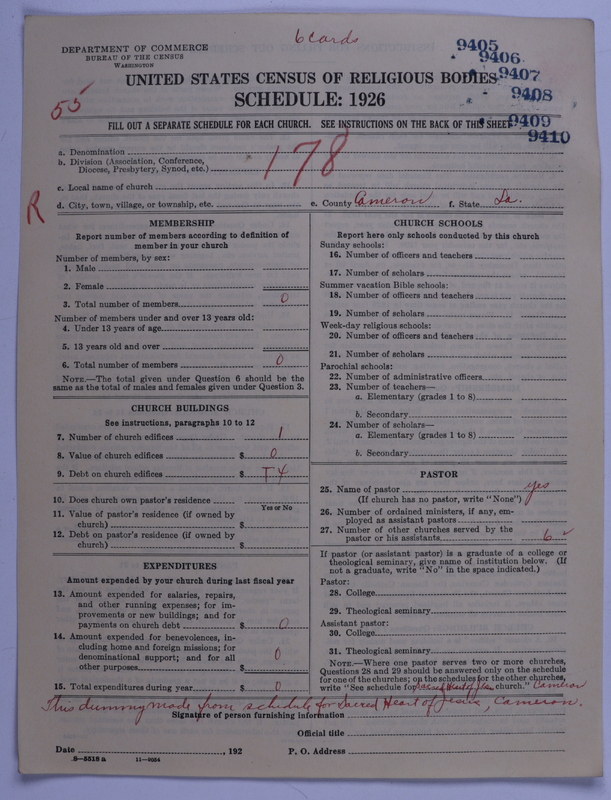 6 cards
DEPARTMENT OF COMMERCE
BUREAU OF THE CENSUS
WASHINGTON
9405
9406
9407
9408
9409
9410
UNITED STATES CENSUS OF RELIGIOUS BODIES
SCHEDULE: 1926
55
FILL OUT A SEPARATE SCHEDULE FOR EACH CHURCH. SEE INSTRUCTIONS ON THE BACK OF THIS SHEET
a. Denomination
b. Division (Association, Conference,
Diocese, Presbytery, Synod, etc.)
178
c. Local name of church
d. City, town, village, or township, etc. e. County Cameron f. State La.
R
MEMBERSHIP
Report number of members according to definition of
member in your church
Number of members, by sex:
1. Male
2. Female
3. Total number of members 0
Number of members under and over 13 years old:
4. Under 13 years of age
5. 13 years old and over
6. Total number of members 0
NOTE.—The total given under Question 6 should be the
same as the total of males and females given under Question 3.
CHURCH BUILDINGS
See instructions, paragraphs 10 to 12
7. Number of church edifices 1
8. Value of church edifices $ 0
9. Debt on church edifices $ T4
10. Does church own pastor's residence
Yes or No
11. Value of pastor's residence (if owned by
church) $
12. Debt on pastor's residence (if owned by
church) $
EXPENDITURES
Amount expended by your church during last fiscal year
13. Amount expended for salaries, repairs,
and other running expenses; for im-
provements or new buildings; and for
payments on church debt $ 0
14. Amount expended for benevolences, in-
cluding home and foreign missions; for
denominational support; and for all
other purposes $ 0
15. Total expenditures during year $ 0
CHURCH SCHOOLS
Report here only schools conducted by this church
Sunday schools:
16. Number of officers and teachers
17. Number of scholars
Summer vacation Bible schools:
18. Number of officers and teachers
19. Number of scholars
Week-day religious schools:
20. Number of officers and teachers
21. Number of scholars
Parochial schools:
22. Number of administrative officers
23. Number of teachers—
a. Elementary (grades 1 to 8)
b. Secondary
24. Number of scholars—
a. Elementary (grades 1 to 8)
b. Secondary
PASTOR
25. Name of pastor yes
(If church has no pastor, write "None")
26. Number of ordained ministers, if any, em-
ployed as assistant pastors
27. Number of other churches served by the
pastor or his assistants 6
If pastor (or assistant pastor) is a graduate of a college or
theological seminary, give name of institution below. (If
not a graduate, write "No" in the space indicated.)
Pastor:
28. College
29. Theological seminary
Assistant pastor:
30. College
31. Theological seminary
NOTE.—Where one pastor serves two or more churches,
Questions 28 and 29 should be answered only on the schedule
for one of the churches; on the schedules for the other churches,
write "See schedule for Sacred Heart of Jesus church." Cameron
This dummy made from schedule for Sacred Heart of Jesus, Cameron.
Signature of person furnishing information
Official title
Date , 192 P. O. Address
8—5518 a 11—9054